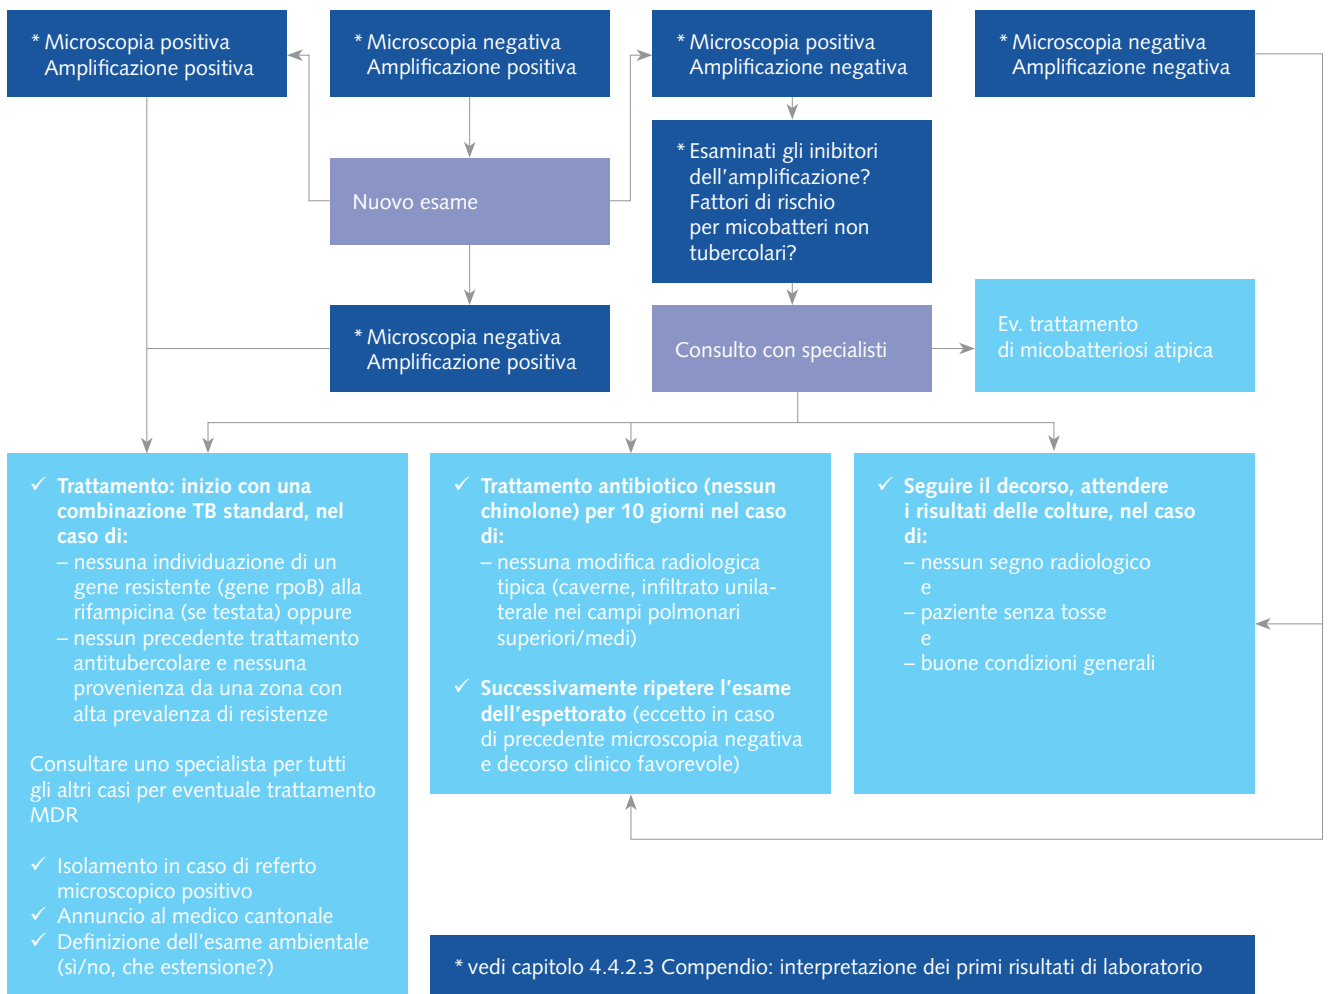 * Microscopia positiva
Amplificazione positiva
* Microscopia negativa
Amplificazione positiva
* Microscopia positiva
Amplificazione negativa
* Microscopia negativa
Amplificazione negativa
Nuovo esame
* Esaminati gli inibitori
dell’amplificazione?
Fattori di rischio
per micobatteri non
tubercolari?
* Microscopia negativa
Amplificazione positiva
Consulto con specialisti
Ev. trattamento
di micobatteriosi atipica
✓ Trattamento: inizio con una
combinazione TB standard, nel
caso di:
– nessuna individuazione di un
gene resistente (gene rpoB) alla
rifampicina (se testata) oppure
– nessun precedente trattamento
antitubercolare e nessuna
provenienza da una zona con
alta prevalenza di resistenze
Consultare uno specialista per tutti
gli altri casi per eventuale trattamento
MDR
✓ Isolamento in caso di referto
microscopico positivo
✓ Annuncio al medico cantonale
✓ Definizione dell’esame ambientale
(sì/no, che estensione?)
✓ Trattamento antibiotico (nessun
chinolone) per 10 giorni nel caso
di:
– nessuna modifica radiologica
tipica (caverne, infiltrato unila-
terale nei campi polmonari
superiori/medi)
✓ Successivamente ripetere l’esame
dell’espettorato (eccetto in caso
di precedente microscopia negativa
e decorso clinico favorevole)
✓ Seguire il decorso, attendere
i risultati delle colture, nel caso
di:
– nessun segno radiologico
e
– paziente senza tosse
e
– buone condizioni generali
* vedi capitolo 4.4.2.3 Compendio: interpretazione dei primi risultati di laboratorio